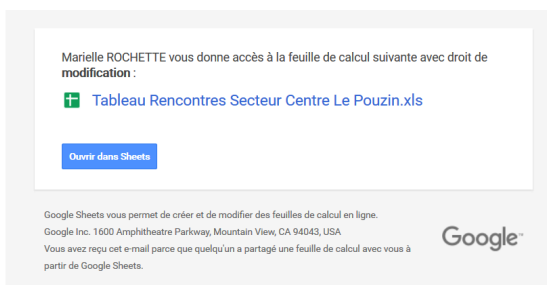 Marielle ROCHETTE vous donne accès à la feuille de calcul suivante avec droit de
modification :
Tableau Rencontres Secteur Centre Le Pouzin.xls
Ouvrir dans Sheets
Google Sheets vous permet de créer et de modifier des feuilles de calcul en ligne.
Google Inc. 1600 Amphitheatre Parkway, Mountain View, CA 94043, USA
Vous avez reçu cet e-mail parce que quelqu'un a partagé une feuille de calcul avec vous à
partir de Google Sheets.
Google